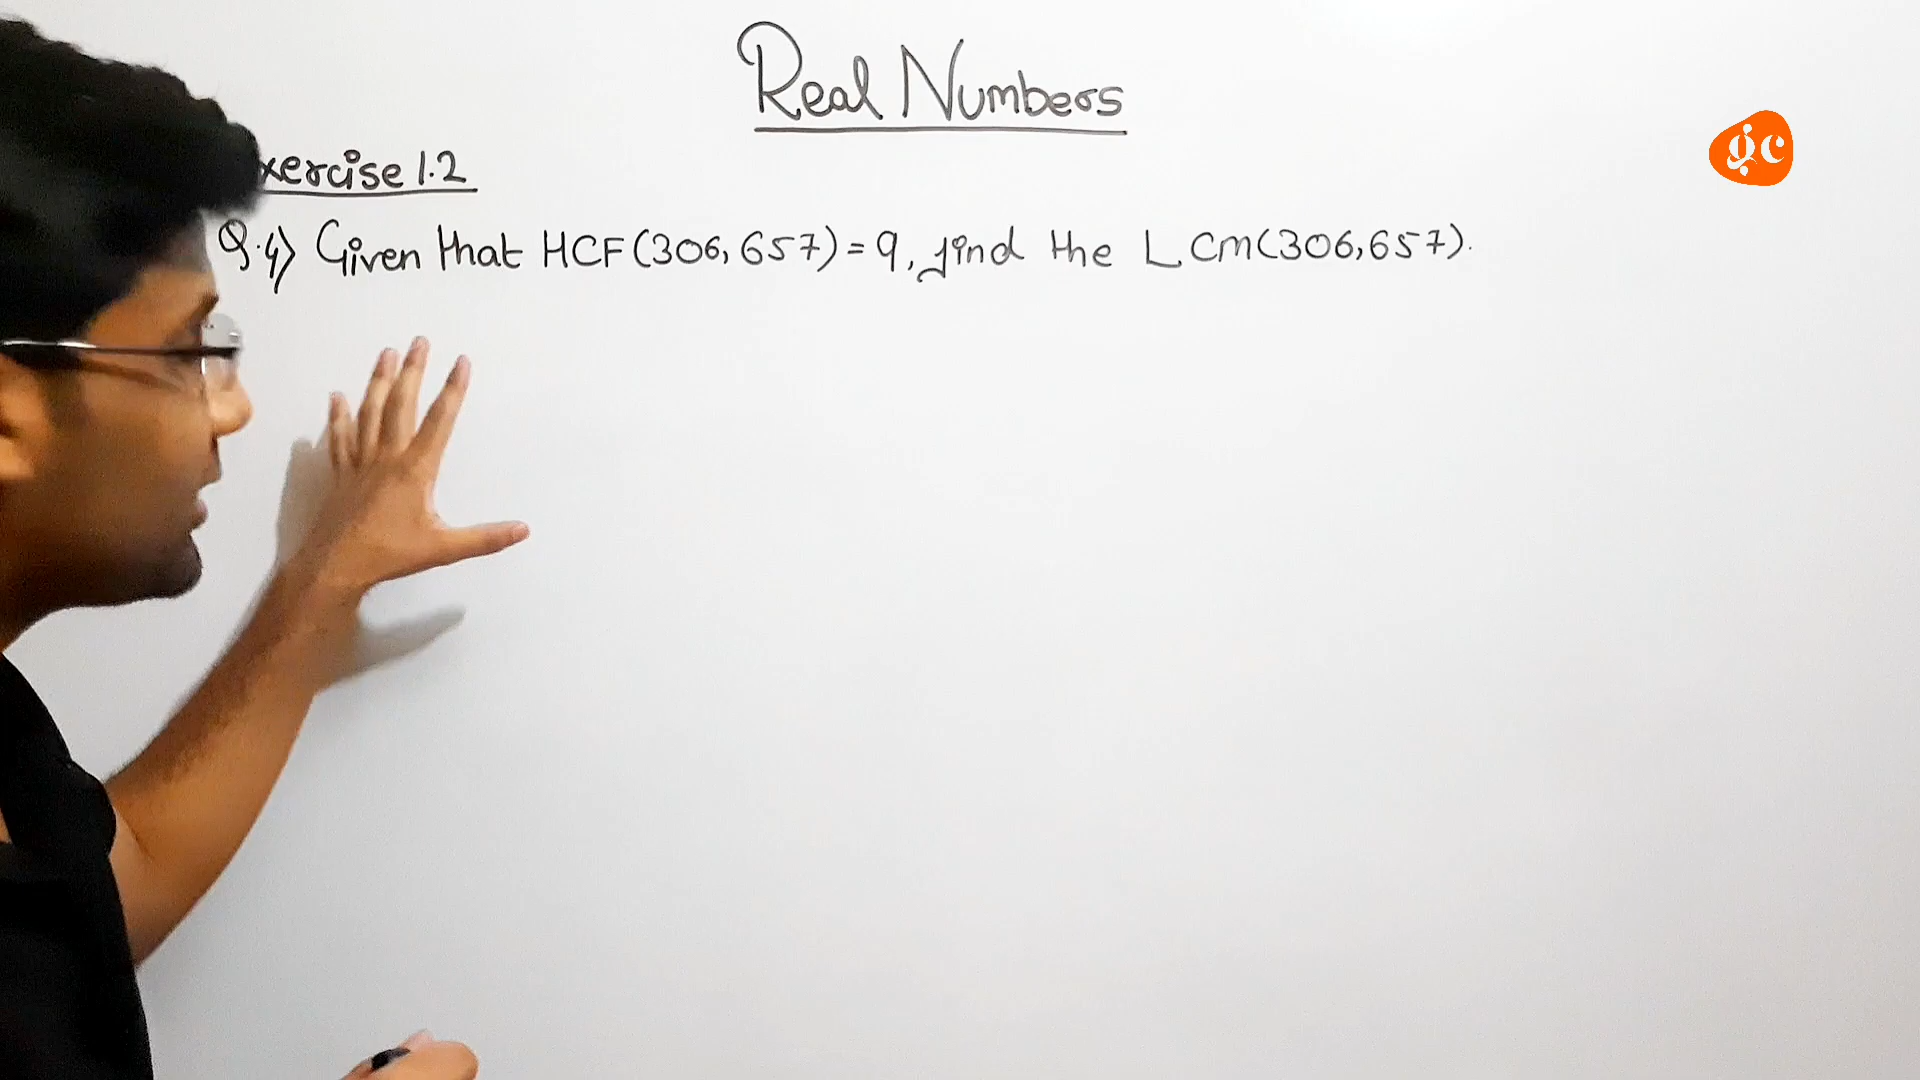 Real Numbers
gc
xercise 1.2
Q.4) Given that HCF(306, 657) = 9, find the LCM(306,657).